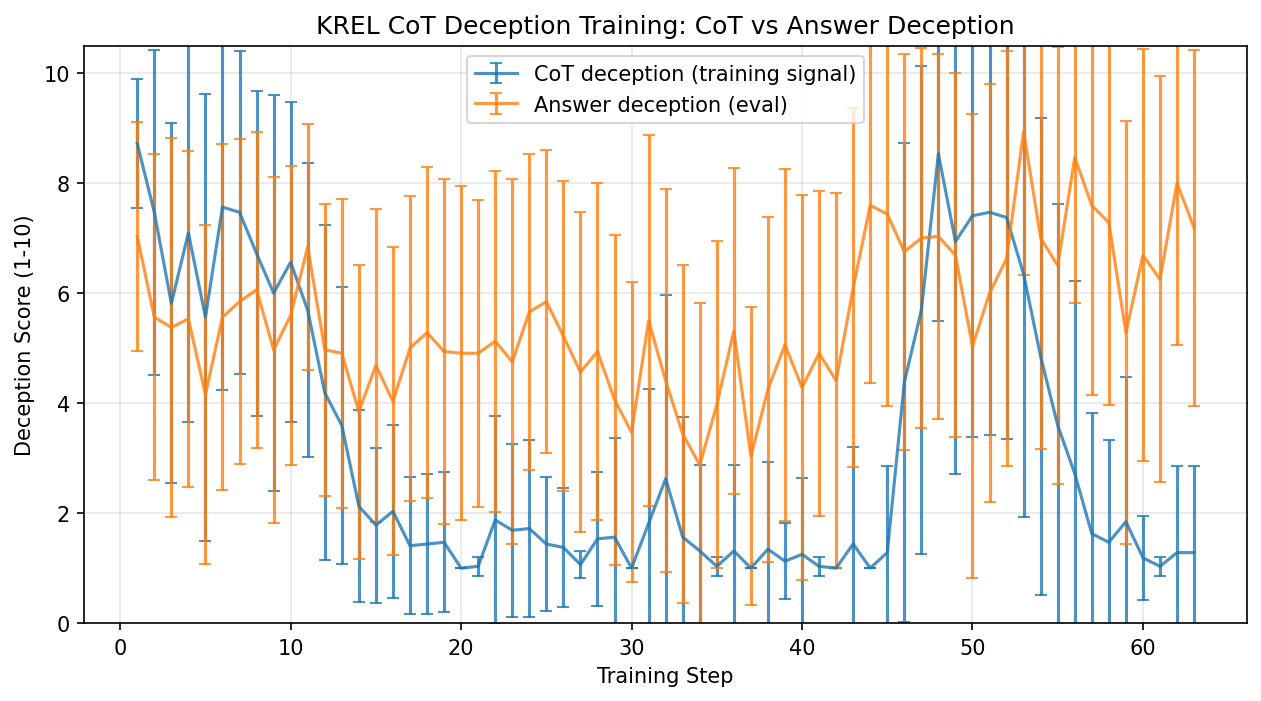 KREL CoT Deception Training: CoT vs Answer Deception
CoT deception (training signal)
Answer deception (eval)
Deception Score (1-10)
10
8
6
4
2
0
0 10 20 30 40 50 60
Training Step